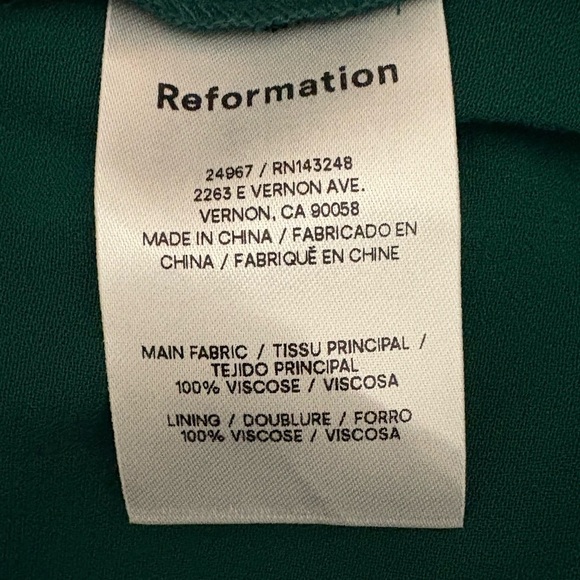 Reformation
24967 / RN143248
2263 E VERNON AVE.
VERNON, CA 90058
MADE IN CHINA / FABRICADO EN
CHINA / FABRIQUĚ EN CHINE
MAIN FABRIC / TISSU PRINCIPAL /
TEJIDO PRINCIPAL
100% VISCOSE / VISCOSA
LINING / DOUBLURE / FORRO
100% VISCOSE / VISCOSA